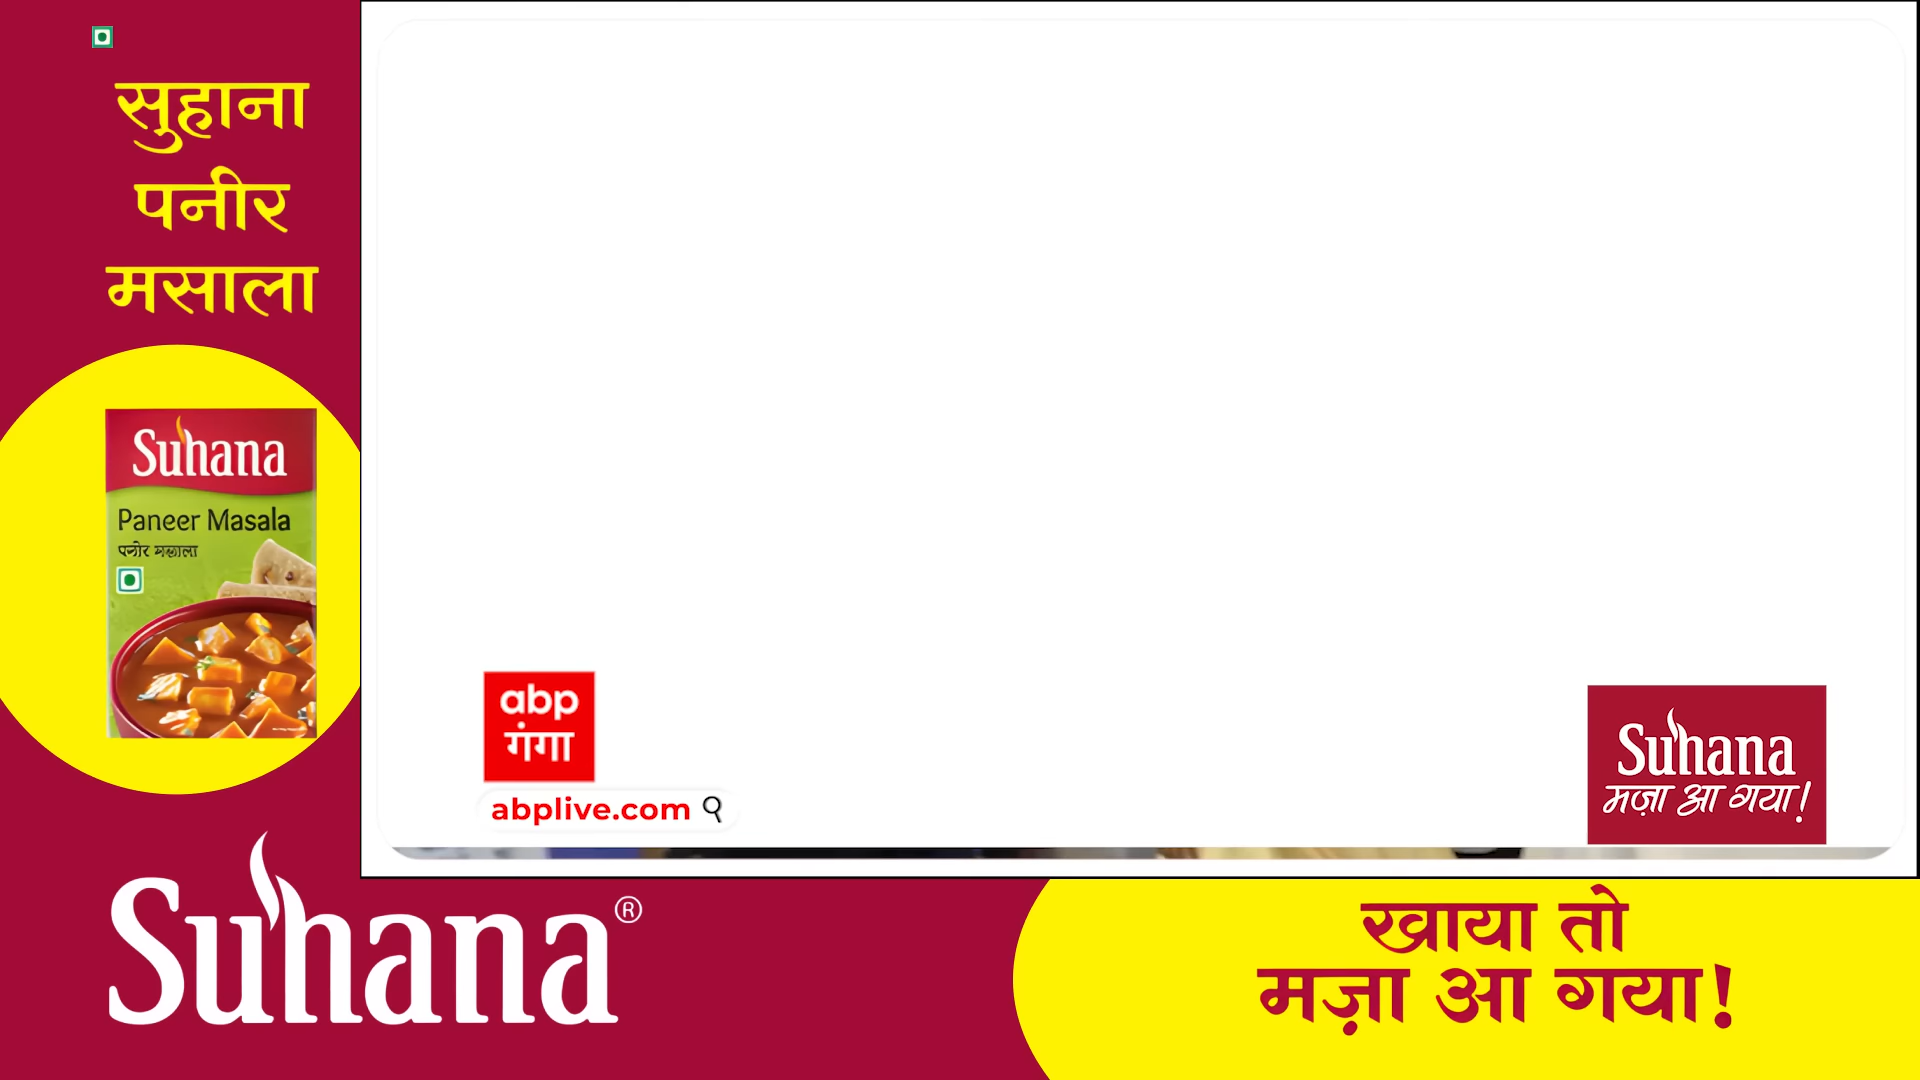 सुहाना
पनीर
मसाला
Suhana
Paneer Masala
पनीर मसाला
abp
गंगा
abplive.com
Suhana
मज़ा आ गया!
Suhana®
खाया तो
मज़ा आ गया!